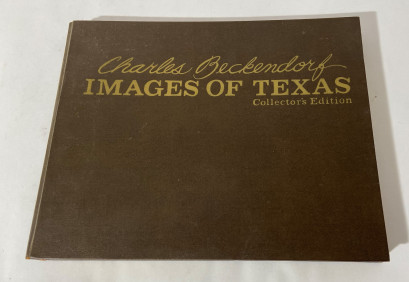 Charles Beckendorf
IMAGES OF TEXAS
Collector's Edition